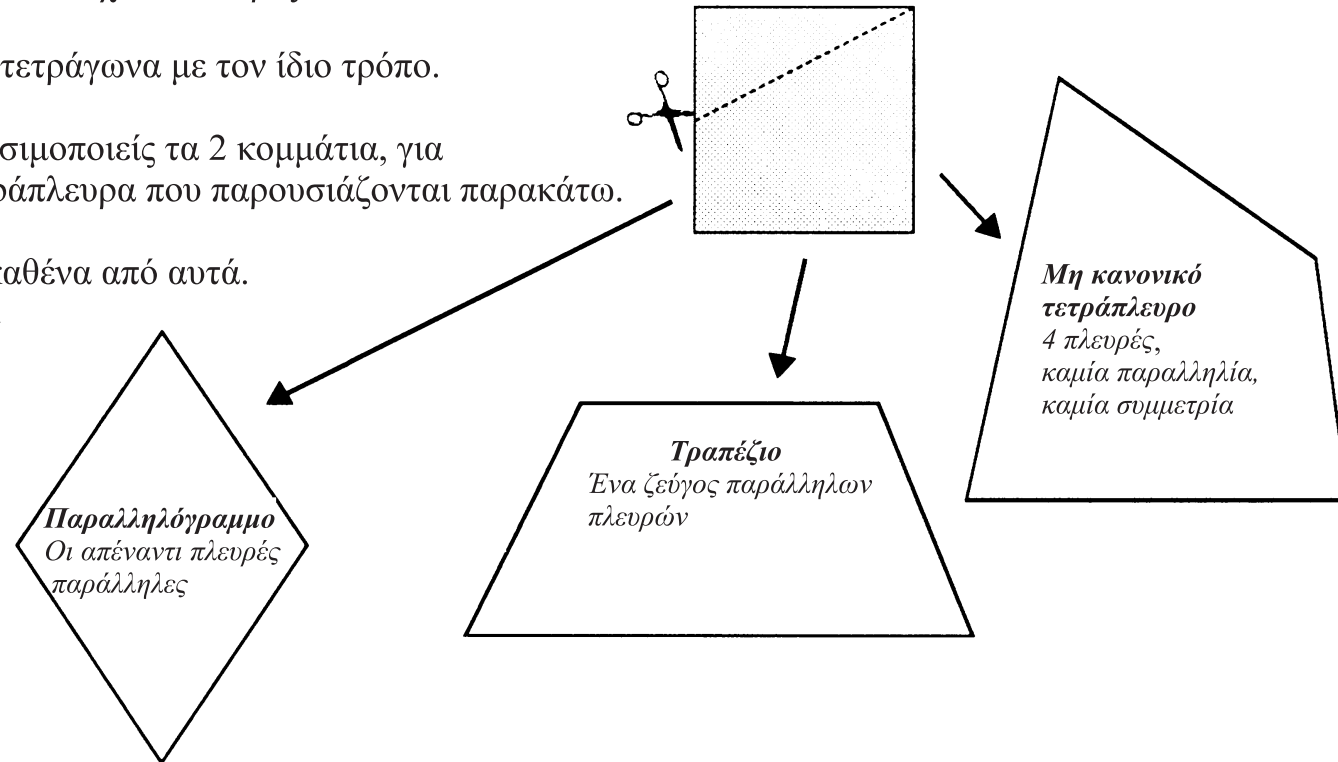 τετράγωνα με τον ίδιο τρόπο.
σιμοποιείς τα 2 κομμάτια, για
ράπλευρα που παρουσιάζονται παρακάτω.
καθένα από αυτά.
Μη κανονικό
τετράπλευρο
4 πλευρές,
καμία παραλληλία,
καμία συμμετρία
Τραπέζιο
Ένα ζεύγος παράλληλων
πλευρών
Παραλληλόγραμμο
Οι απέναντι πλευρές
παράλληλες